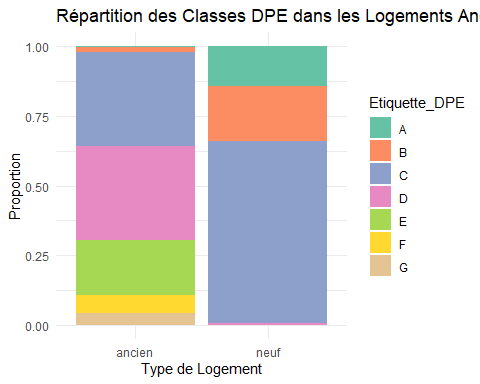 Répartition des Classes DPE dans les Logements An
1.00
0.75
0.50
0.25
0.00
Proportion
ancien
neuf
Type de Logement
Etiquette_DPE
A
B
C
D
E
F
G